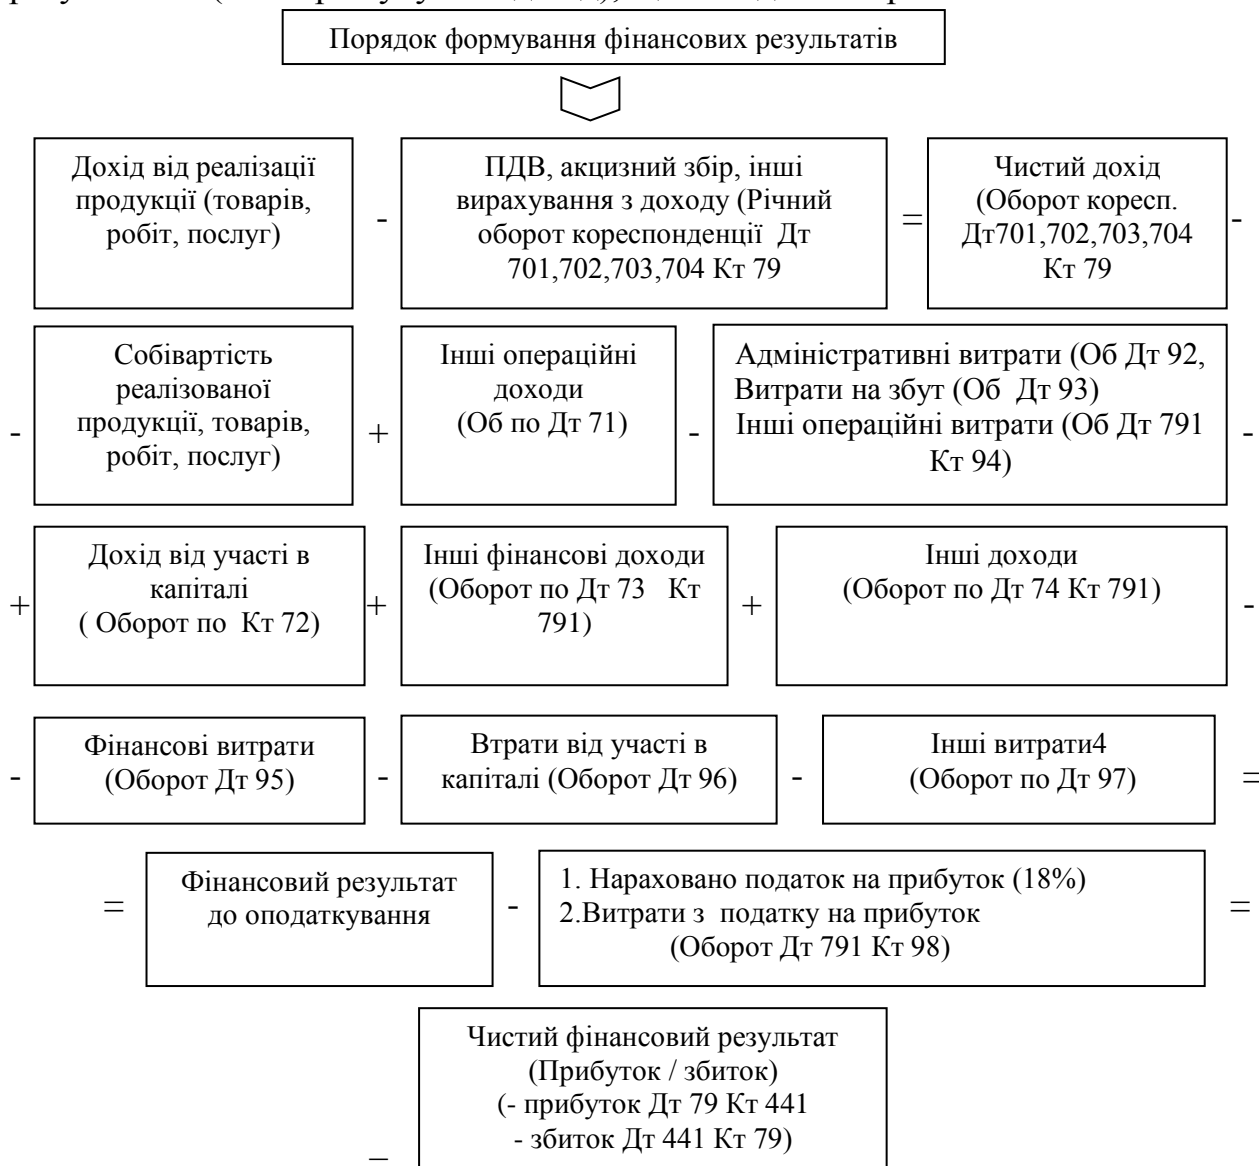 Порядок формування фінансових результатів
Дохід від реалізації
продукції (товарів,
робіт, послуг)
-
ПДВ, акцизний збір, інші
вирахування з доходу (Річний
оборот кореспонденції Дт
701,702,703,704 Кт 79
=
Чистий дохід
(Оборот коресп.
Дт701,702,703,704
Кт 79
-
-
Собівартість
реалізованої
продукції, товарів,
робіт, послуг)
+
Інші операційні
доходи
(Об по Дт 71)
-
Адміністративні витрати (Об Дт 92,
Витрати на збут (Об Дт 93)
Інші операційні витрати (Об Дт 791
Кт 94)
-
+
Дохід від участі в
капіталі
( Оборот по Кт 72)
+
Інші фінансові доходи
(Оборот по Дт 73 Кт
791)
+
Інші доходи
(Оборот по Дт 74 Кт 791)
-
-
Фінансові витрати
(Оборот Дт 95)
-
Втрати від участі в
капіталі (Оборот Дт 96)
-
Інші витрати4
(Оборот по Дт 97)
=
=
Фінансовий результат
до оподаткування
-
1. Нараховано податок на прибуток (18%)
2.Витрати з податку на прибуток
(Оборот Дт 791 Кт 98)
=
Чистий фінансовий результат
(Прибуток / збиток)
(- прибуток Дт 79 Кт 441
- збиток Дт 441 Кт 79)
=